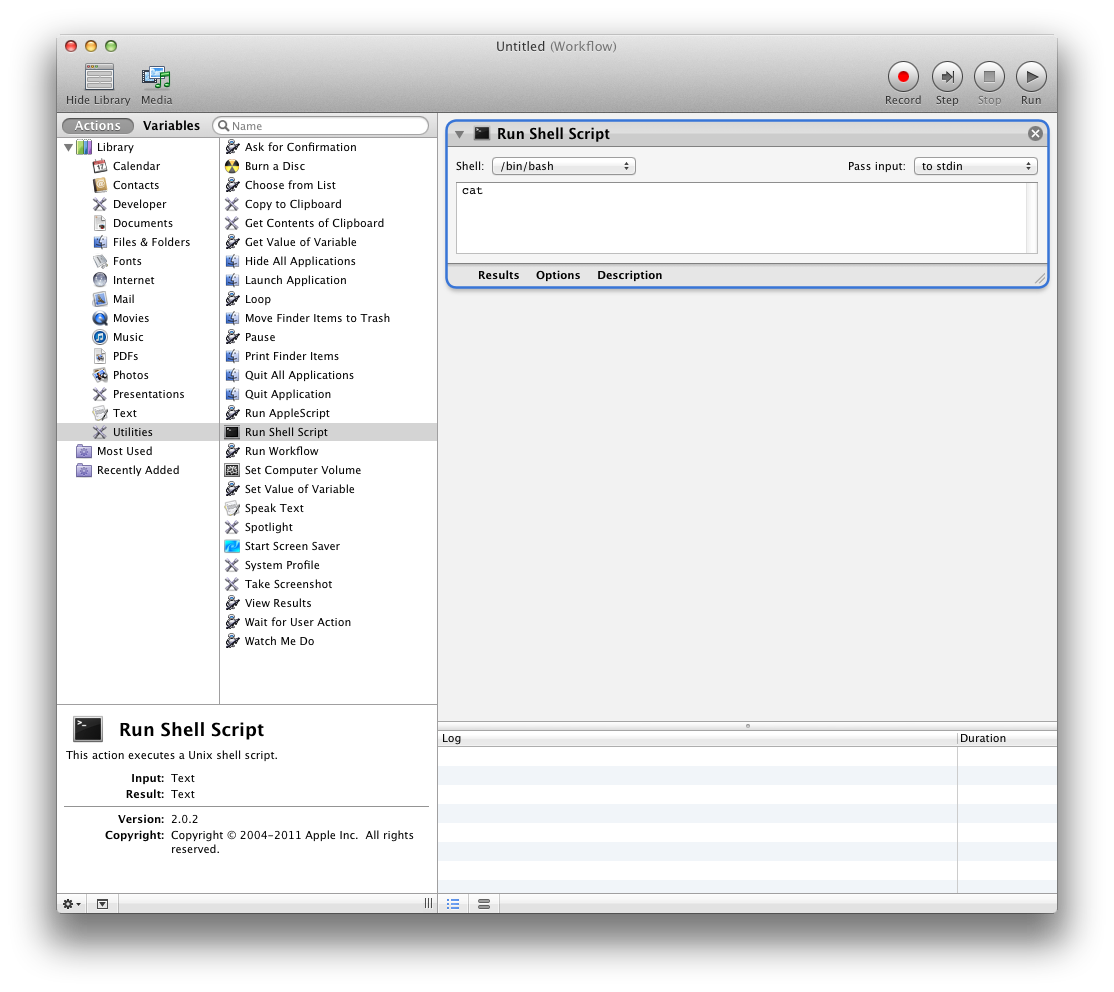 Untitled (Workflow)
Hide Library
Media
Record
Step
Stop
Run
Actions
Variables
Name
Library
Calendar
Contacts
Developer
Documents
Files & Folders
Fonts
Internet
Mail
Movies
Music
PDFs
Photos
Presentations
Text
Utilities
Most Used
Recently Added
Ask for Confirmation
Burn a Disc
Choose from List
Copy to Clipboard
Get Contents of Clipboard
Get Value of Variable
Hide All Applications
Launch Application
Loop
Move Finder Items to Trash
Pause
Print Finder Items
Quit All Applications
Quit Application
Run AppleScript
Run Shell Script
Run Workflow
Set Computer Volume
Set Value of Variable
Speak Text
Spotlight
Start Screen Saver
System Profile
Take Screenshot
View Results
Wait for User Action
Watch Me Do
Run Shell Script
This action executes a Unix shell script.
Input: Text
Result: Text
Version: 2.0.2
Copyright: Copyright © 2004–2011 Apple Inc. All rights
reserved.
Run Shell Script
Shell: /bin/bash
Pass input: to stdin
cat
Results Options Description
Log
Duration